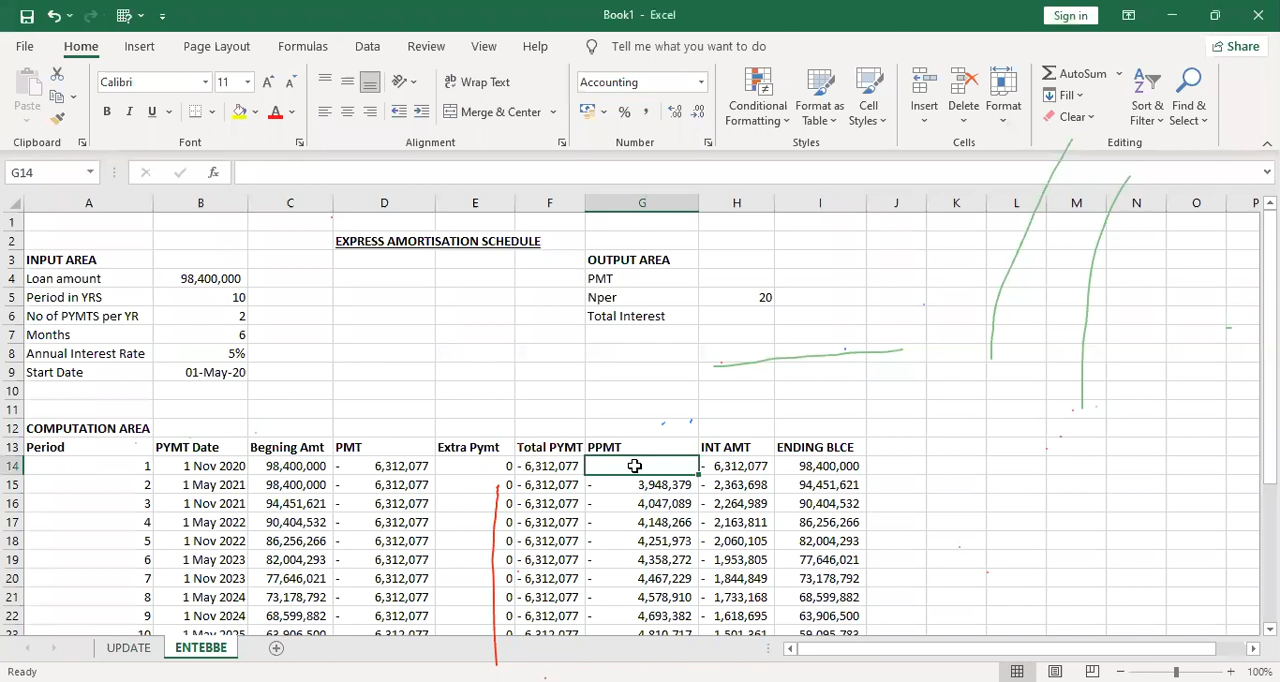 Book1 - Excel
Sign in
File Home Insert Page Layout Formulas Data Review View Help Tell me what you want to do Share
Calibri 11 Wrap Text Accounting AutoSum
Paste Merge & Center Conditional Formatting Format as Table Cell Styles Insert Delete Format Fill Clear Sort & Filter Find & Select
Clipboard Font Alignment Number Styles Cells Editing
G14 fx
A B C D E F G H I J K L M N O P
1
2 EXPRESS AMORTISATION SCHEDULE
3 INPUT AREA OUTPUT AREA
4 Loan amount 98,400,000 PMT
5 Period in YRS 10 Nper 20
6 No of PYMTS per YR 2 Total Interest
7 Months 6
8 Annual Interest Rate 5%
9 Start Date 01-May-20
10
11
12 COMPUTATION AREA
13 Period PYMT Date Begning Amt PMT Extra Pymt Total PYMT PPMT INT AMT ENDING BLCE
14 1 1 Nov 2020 98,400,000 - 6,312,077 0 - 6,312,077 - 6,312,077 98,400,000
15 2 1 May 2021 98,400,000 - 6,312,077 0 - 6,312,077 - 3,948,379 - 2,363,698 94,451,621
16 3 1 Nov 2021 94,451,621 - 6,312,077 0 - 6,312,077 - 4,047,089 - 2,264,989 90,404,532
17 4 1 May 2022 90,404,532 - 6,312,077 0 - 6,312,077 - 4,148,266 - 2,163,811 86,256,266
18 5 1 Nov 2022 86,256,266 - 6,312,077 0 - 6,312,077 - 4,251,973 - 2,060,105 82,004,293
19 6 1 May 2023 82,004,293 - 6,312,077 0 - 6,312,077 - 4,358,272 - 1,953,805 77,646,021
20 7 1 Nov 2023 77,646,021 - 6,312,077 0 - 6,312,077 - 4,467,229 - 1,844,849 73,178,792
21 8 1 May 2024 73,178,792 - 6,312,077 0 - 6,312,077 - 4,578,910 - 1,733,168 68,599,882
22 9 1 Nov 2024 68,599,882 - 6,312,077 0 - 6,312,077 - 4,693,382 - 1,618,695 63,906,500
23 10 1 May 2025 63,906,500 - 6,312,077 0 - 6,312,077 - 4,810,717 - 1,501,361 59,095,783
UPDATE ENTEBBE
Ready 100%